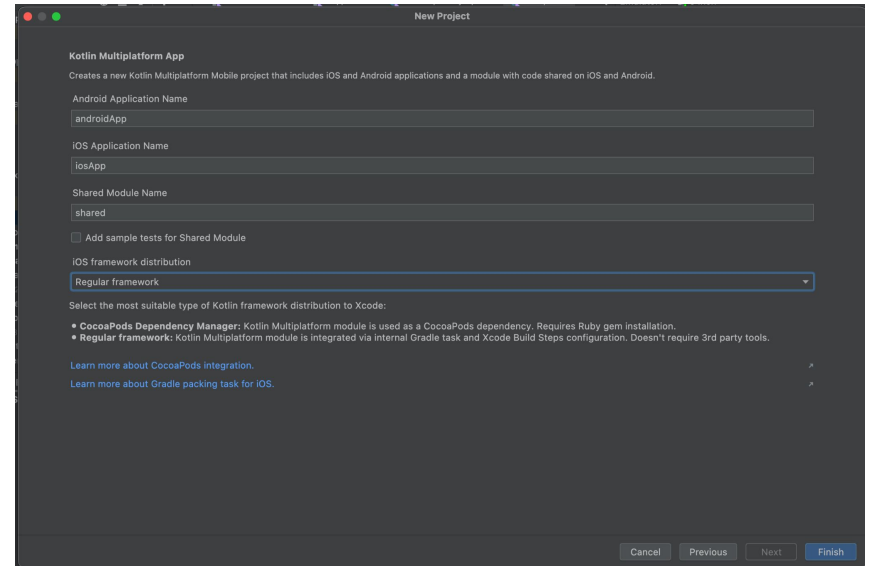 New Project
Kotlin Multiplatform App
Creates a new Kotlin Multiplatform Mobile project that includes iOS and Android applications and a module with code shared on iOS and Android.
Android Application Name
androidApp
iOS Application Name
iosApp
Shared Module Name
shared
Add sample tests for Shared Module
iOS framework distribution
Regular framework
Select the most suitable type of Kotlin framework distribution to Xcode:
• CocoaPods Dependency Manager: Kotlin Multiplatform module is used as a CocoaPods dependency. Requires Ruby gem installation.
• Regular framework: Kotlin Multiplatform module is integrated via internal Gradle task and Xcode Build Steps configuration. Doesn't require 3rd party tools.
Learn more about CocoaPods integration.
Learn more about Gradle packing task for iOS.
Cancel Previous Next Finish